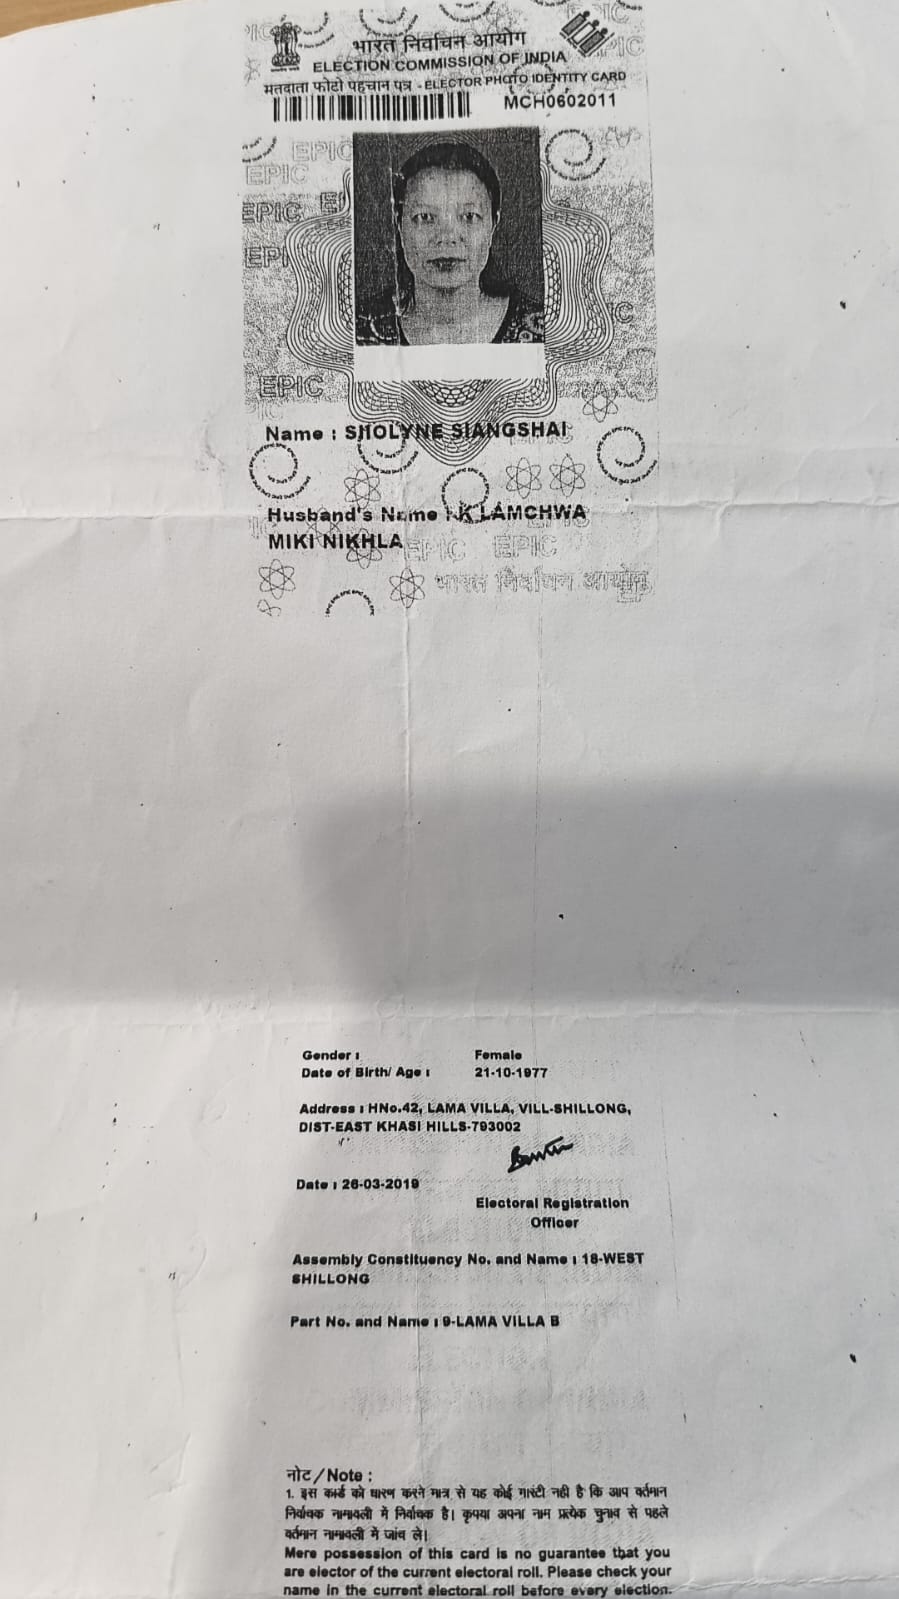 भारत निर्वाचन आयोग
ELECTION COMMISSION OF INDIA
मतदाता फोटो पहचान पत्र - ELECTOR PHOTO IDENTITY CARD
MCH0602011
EPIC
EPIC
EPIC
EPIC
Name : SHOLYNE SIANGSHAI
Husband's Name : K LAMCHWA
MIKI NIKHLA
EPIC EPIC
भारत निर्वाचन आयोग
Gender : Female
Date of Birth/ Age : 21-10-1977
Address : HNo.42, LAMA VILLA, VILL-SHILLONG,
DIST-EAST KHASI HILLS-793002
Date : 26-03-2019
Electoral Registration
Officer
Assembly Constituency No. and Name : 18-WEST
SHILLONG
Part No. and Name : 9-LAMA VILLA B
नोट/Note :
1. इस कार्ड को धारण करने मात्र से यह कोई गारंटी नही है कि आप वर्तमान
निर्वाचक नामावली में निर्वाचक है। कृपया अपना नाम प्रत्येक चुनाव से पहले
वर्तमान नामावली में जांच ले।
Mere possession of this card is no guarantee that you
are elector of the current electoral roll. Please check your
name in the current electoral roll before every election.